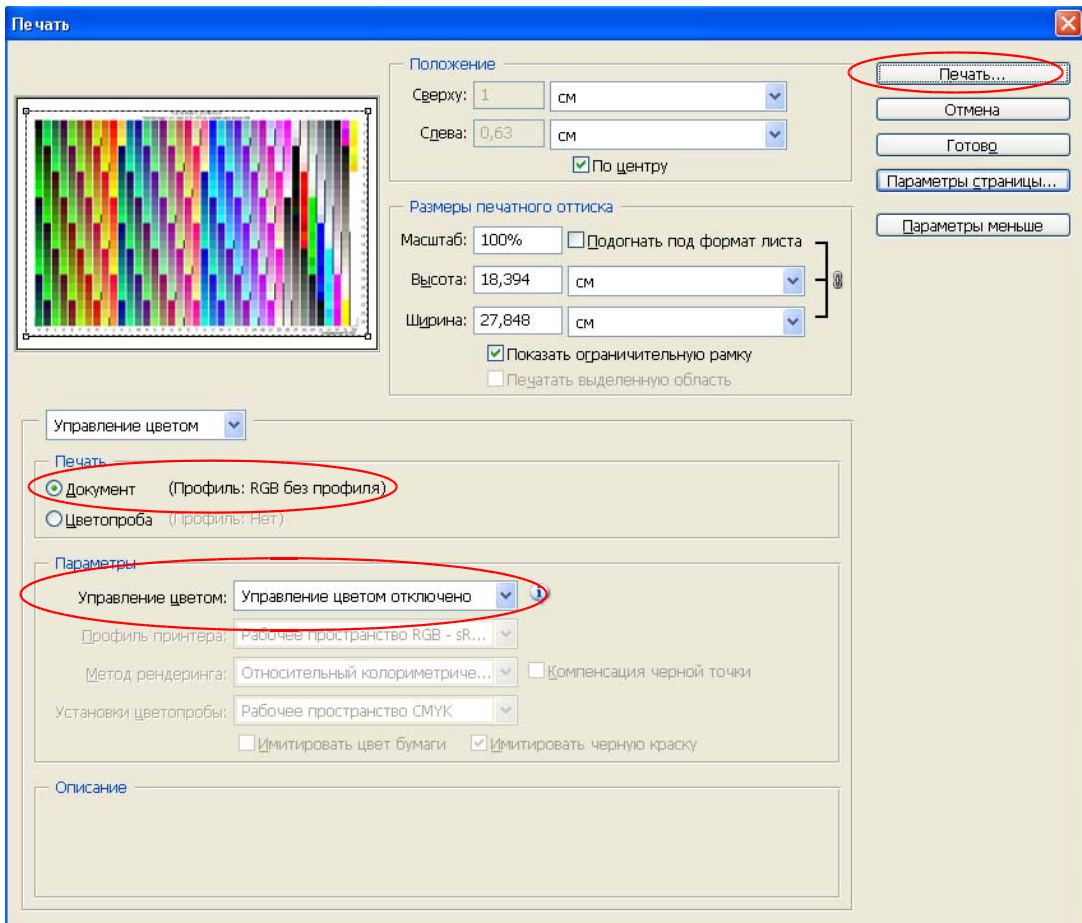 Печать
Положение
Сверху: 1 см
Слева: 0,63 см
По центру
Размеры печатного оттиска
Масштаб: 100% Подогнать под формат листа
Высота: 18,394 см
Ширина: 27,848 см
Показать ограничительную рамку
Печатать выделенную область
Печать...
Отмена
Готово
Параметры страницы...
Параметры меньше
Управление цветом
Печать
Документ (Профиль: RGB без профиля)
Цветопроба (Профиль: Нет)
Параметры
Управление цветом: Управление цветом отключено
Профиль принтера: Рабочее пространство RGB - sR...
Метод рендеринга: Относительный колориметриче... Компенсация черной точки
Установки цветопробы: Рабочее пространство CMYK
Имитировать цвет бумаги Имитировать черную краску
Описание